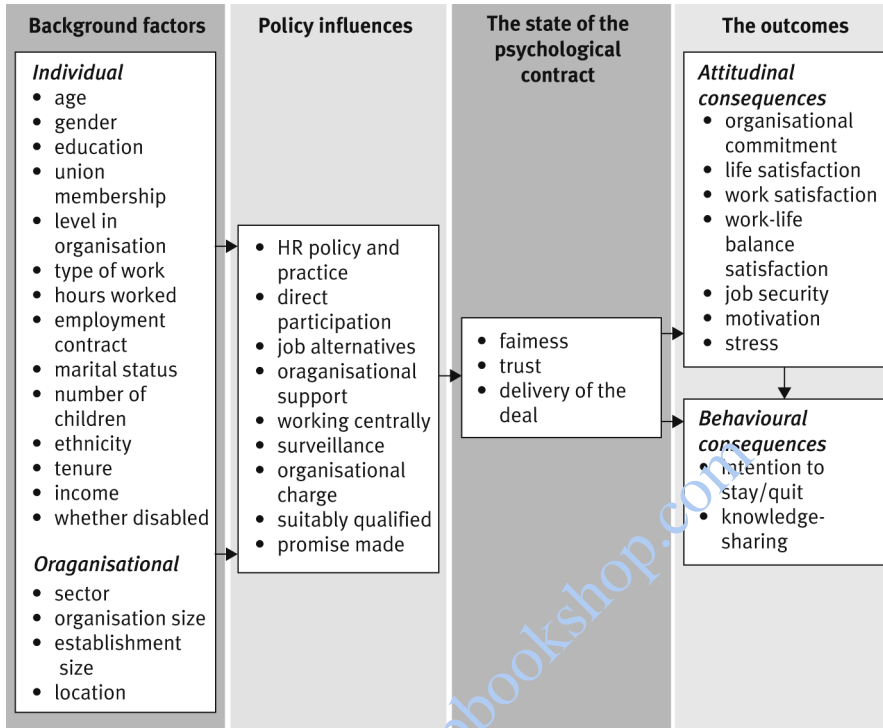 Background factors
Individual
• age
• gender
• education
• union
membership
• level in
organisation
• type of work
• hours worked
• employment
contract
• marital status
• number of
children
• ethnicity
• tenure
• income
• whether disabled
Oraganisational
• sector
• organisation size
• establishment
size
• location
Policy influences
• HR policy and
practice
• direct
participation
• job alternatives
• oraganisational
support
• working centrally
• surveillance
• organisational
charge
• suitably qualified
• promise made
The state of the
psychological
contract
• faimess
• trust
• delivery of the
deal
The outcomes
Attitudinal
consequences
• organisational
commitment
• life satisfaction
• work satisfaction
• work-life
balance
satisfaction
• job security
• motivation
• stress
Behavioural
consequences
• intention to
stay/quit
• knowledge-
sharing
obookshop.com